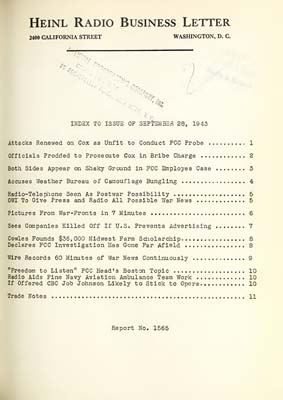 HEINL RADIO BUSINESS LETTER
2400 CALIFORNIA STREET WASHINGTON, D. C.
INDEX TO ISSUE OF SEPTEMBER 28, 1943
Attacks Renewed on Cox as Unfit to Conduct FCC Probe .......... 1
Officials Prodded to Prosecute Cox in Bribe Charge ............ 2
Both Sides Appear on Shaky Ground in FCC Employee Case ........ 3
Accuses Weather Bureau of Camouflage Bungling ................. 4
Radio-Telephone Seen As Postwar Possibility ................... 5
OWI To Give Press and Radio All Possible War News ............. 5
Pictures From War-Fronts in 7 Minutes ......................... 6
Sees Companies Killed Off If U.S. Prevents Advertising ........ 7
Cowles Founds $36,000 Midwest Farm Scholarship................. 8
Declares FCC Investigation Has Gone Far Afield ................ 8
Wire Records 60 Minutes of War News Continuously .............. 9
"Freedom to Listen" FCC Head's Boston Topic ................... 10
Radio Aids Fine Navy Aviation Ambulance Team Work ............. 10
If Offered CBC Job Johnson Likely to Stick to Opera............ 10
Trade Notes ................................................... 11
Report No. 1565